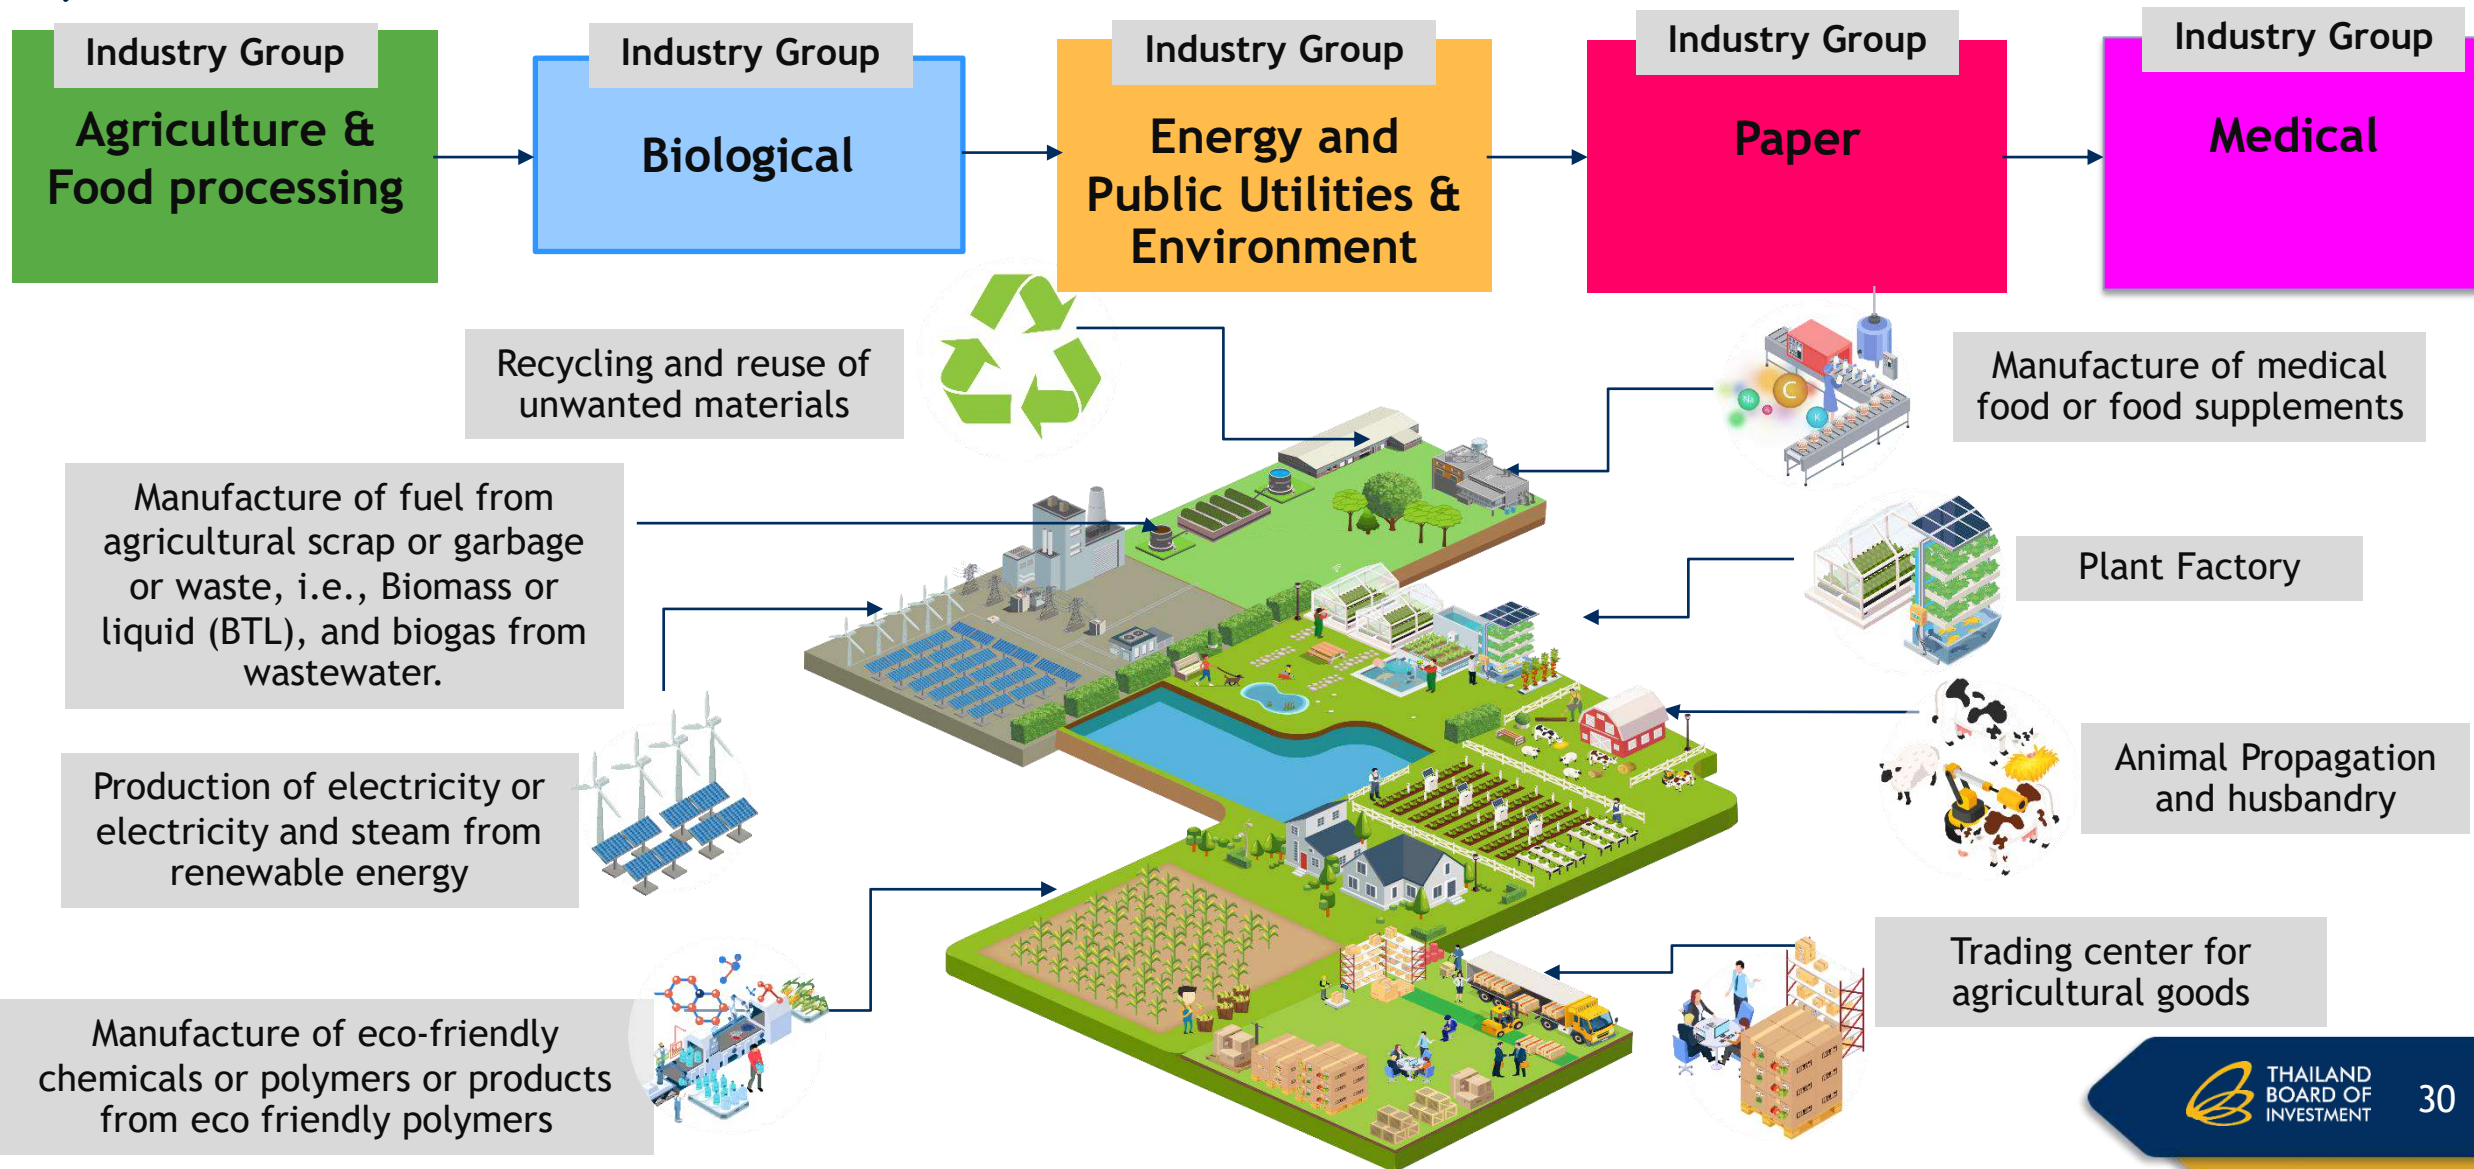 Industry Group
Agriculture &
Food processing
Industry Group
Biological
Industry Group
Energy and
Public Utilities &
Environment
Industry Group
Paper
Industry Group
Medical
Recycling and reuse of
unwanted materials
Manufacture of medical
food or food supplements
C
Na
K
Manufacture of fuel from
agricultural scrap or garbage
or waste, i.e., Biomass or
liquid (BTL), and biogas from
wastewater.
Plant Factory
Animal Propagation
and husbandry
Production of electricity or
electricity and steam from
renewable energy
Trading center for
agricultural goods
Manufacture of eco-friendly
chemicals or polymers or products
from eco friendly polymers
THAILAND
BOARD OF
INVESTMENT
30